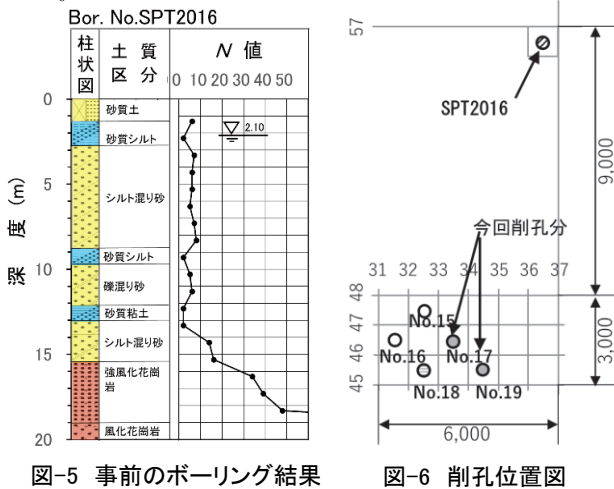 Bor. No.SPT2016
柱状図
土質区分
N 値
0 10 20 30 40 50
0
5
10
15
20
深度 (m)
砂質土
砂質シルト
シルト混り砂
砂質シルト
礫混り砂
砂質粘土
シルト混り砂
強風化花崗岩
風化花崗岩
2.10
図-5 事前のボーリング結果
57
SPT2016
9,000
今回削孔分
31 32 33 34 35 36 37
48
47
46
45
No.15
No.16
No.17
No.18
No.19
3,000
6,000
図-6 削孔位置図